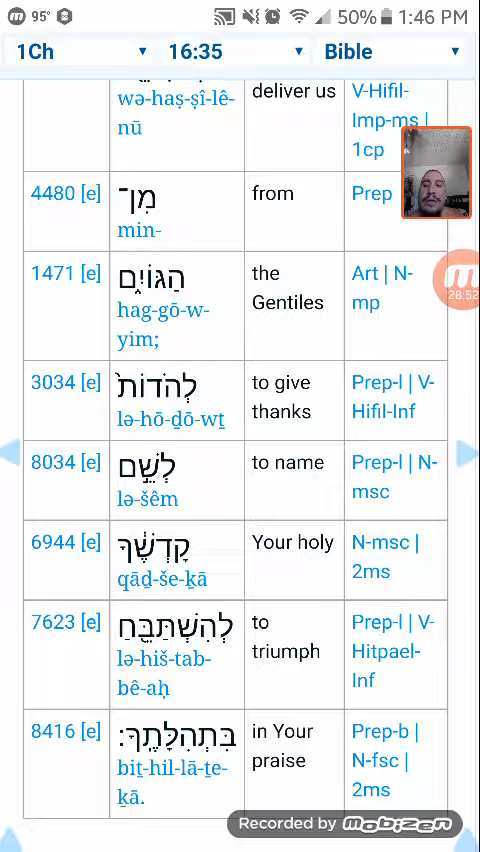 95° 50% 1:46 PM
1Ch 16:35 Bible
wə-haṣ-ṣî-lê-
nū
deliver us
V-Hifil-
Imp-ms |
1cp
4480 [e]
מִן־
min-
from
Prep
1471 [e]
הַגּוֹיִ֑ם
hag-gō-w-
yim;
the
Gentiles
Art | N-
mp
28:52
3034 [e]
לְהֹדוֹת֙
lə-hō-ḏō-wṯ
to give
thanks
Prep-l | V-
Hifil-Inf
8034 [e]
לְשֵׁ֣ם
lə-šêm
to name
Prep-l | N-
msc
6944 [e]
קָדְשֶׁ֔ךָ
qāḏ-še-ḵā
Your holy
N-msc |
2ms
7623 [e]
לְהִשְׁתַּבֵּ֖חַ
lə-hiš-tab-
bê-aḥ
to
triumph
Prep-l | V-
Hitpael-
Inf
8416 [e]
בִּתְהִלָּתֶֽךָ׃
biṯ-hil-lā-ṯe-
ḵā.
in Your
praise
Prep-b |
N-fsc |
2ms
Recorded by mobizen